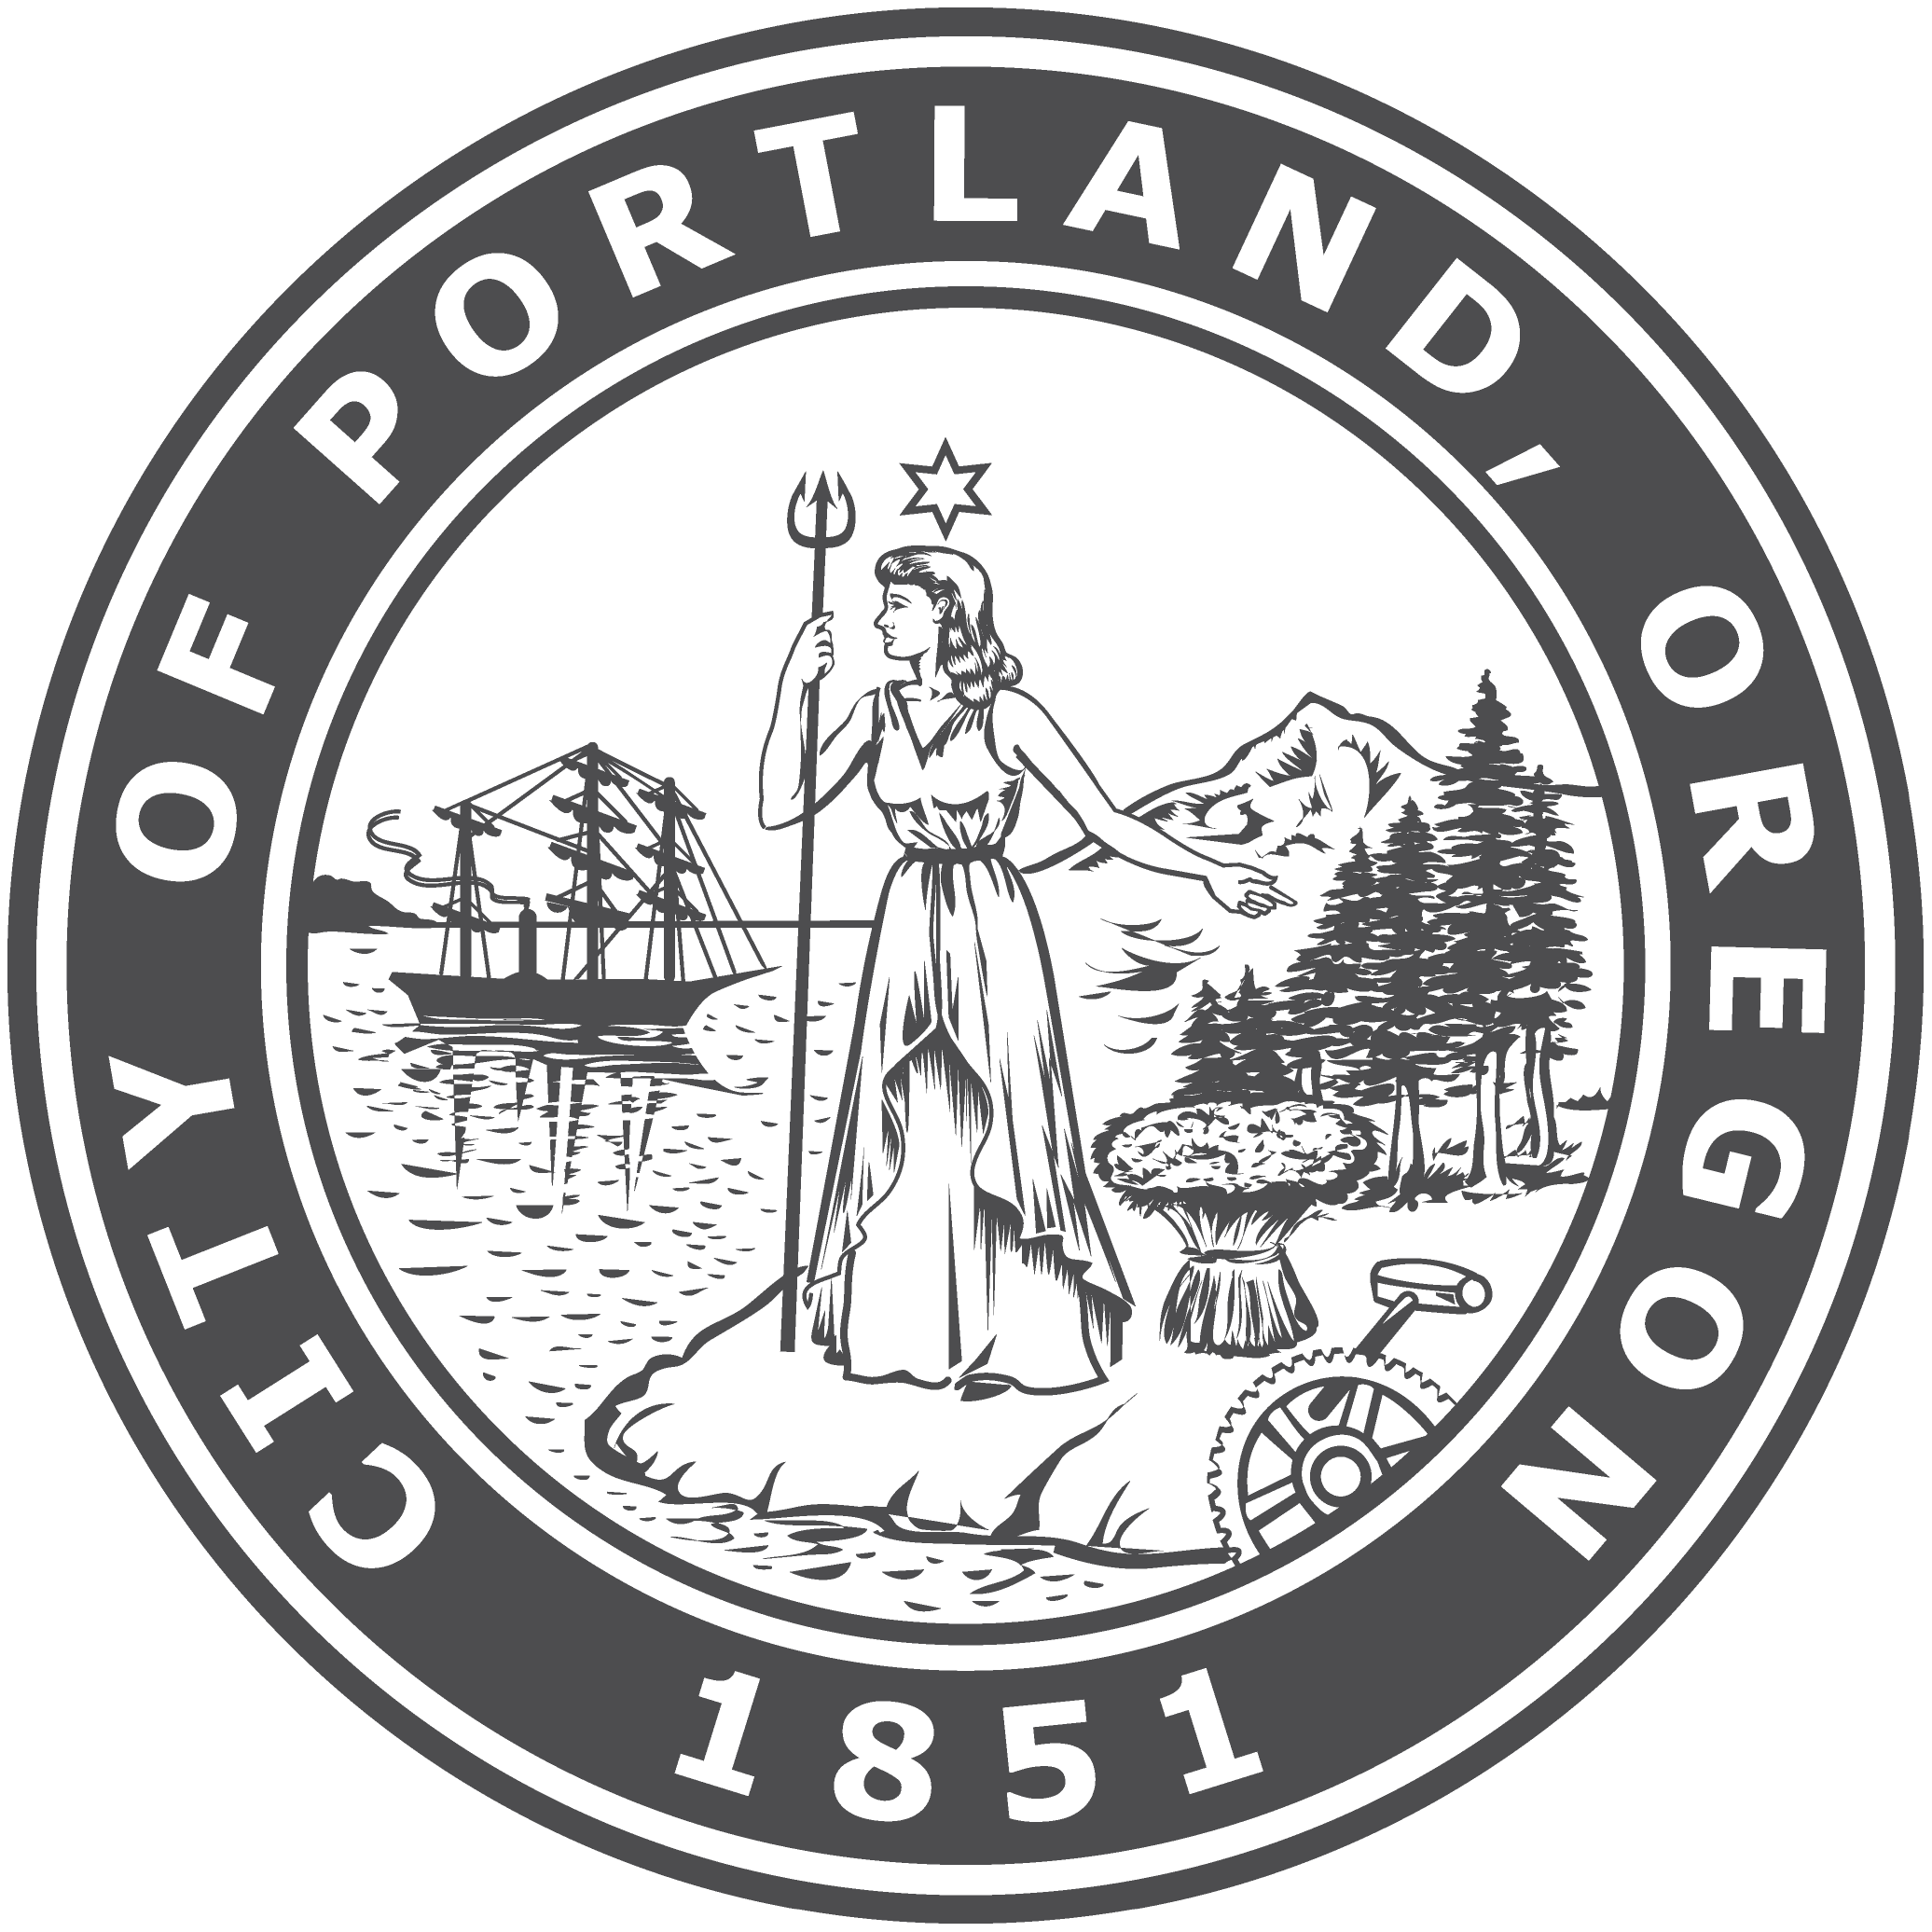 CITY OF PORTLAND, OREGON
1851